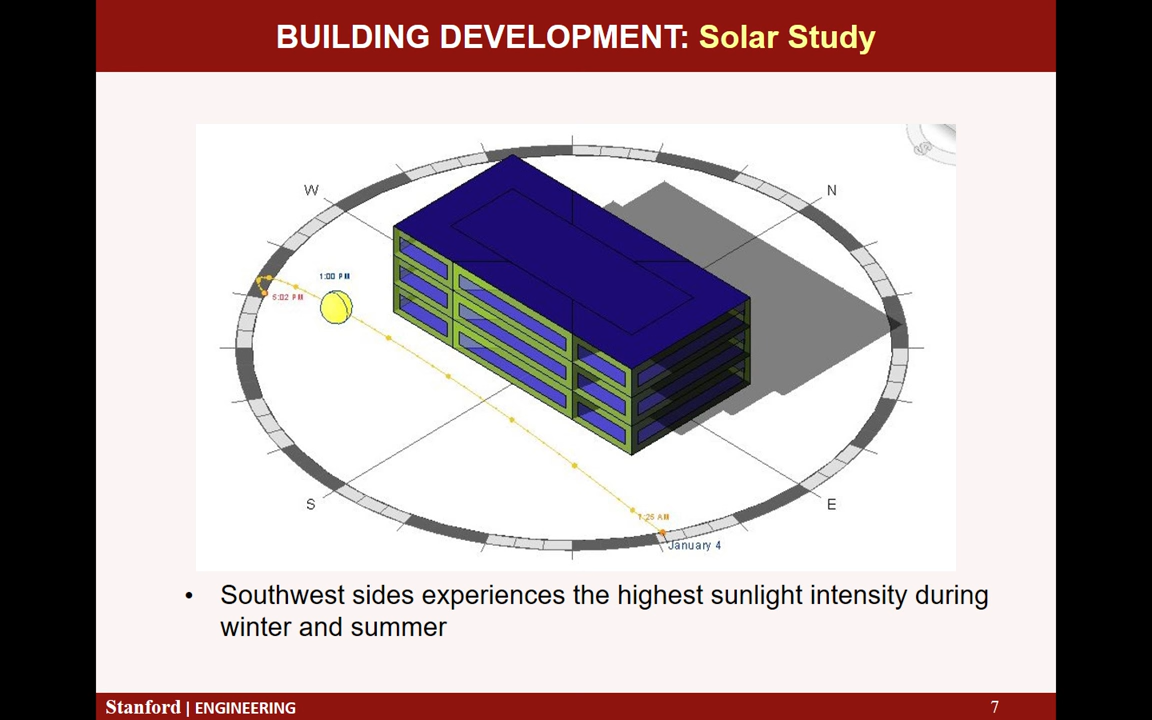 BUILDING DEVELOPMENT: Solar Study
W
N
1:00 PM
5:02 PM
S
E
7:25 AM
January 4
• Southwest sides experiences the highest sunlight intensity during
winter and summer
Stanford | ENGINEERING
7